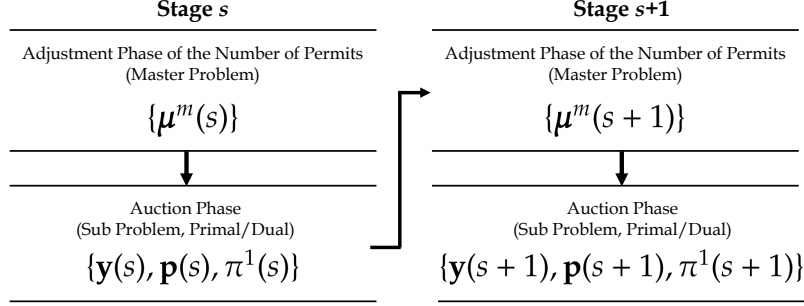 Stage s
Adjustment Phase of the Number of Permits
(Master Problem)
{μ^m(s)}
Auction Phase
(Sub Problem, Primal/Dual)
{y(s), p(s), π^1(s)}
Stage s+1
Adjustment Phase of the Number of Permits
(Master Problem)
{μ^m(s + 1)}
Auction Phase
(Sub Problem, Primal/Dual)
{y(s + 1), p(s + 1), π^1(s + 1)}